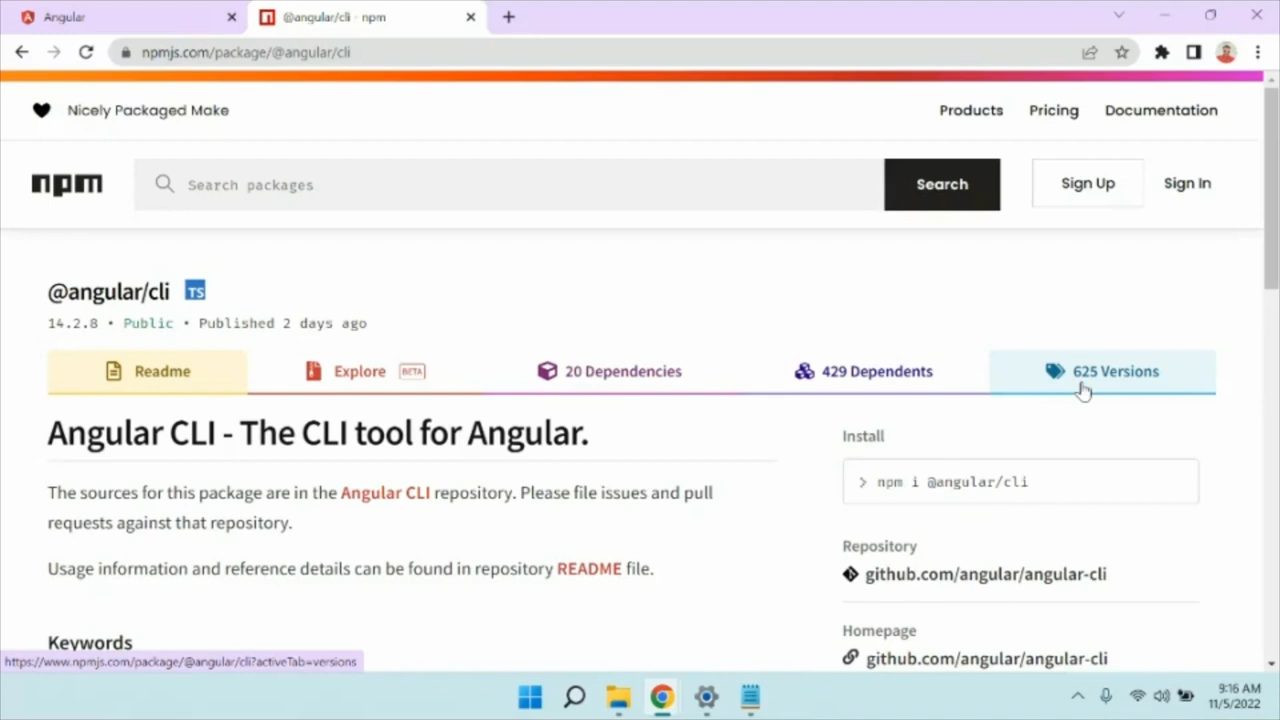 Angular
@angular/cli - npm
npmjs.com/package/@angular/cli
Nicely Packaged Make
Products
Pricing
Documentation
npm
Search packages
Search
Sign Up
Sign In
@angular/cli TS
14.2.8 • Public • Published 2 days ago
Readme
Explore BETA
20 Dependencies
429 Dependents
625 Versions
Angular CLI - The CLI tool for Angular.
The sources for this package are in the Angular CLI repository. Please file issues and pull
requests against that repository.
Usage information and reference details can be found in repository README file.
Keywords
Install
> npm i @angular/cli
Repository
github.com/angular/angular-cli
Homepage
github.com/angular/angular-cli
https://www.npmjs.com/package/@angular/cli?activeTab=versions
9:16 AM
11/5/2022